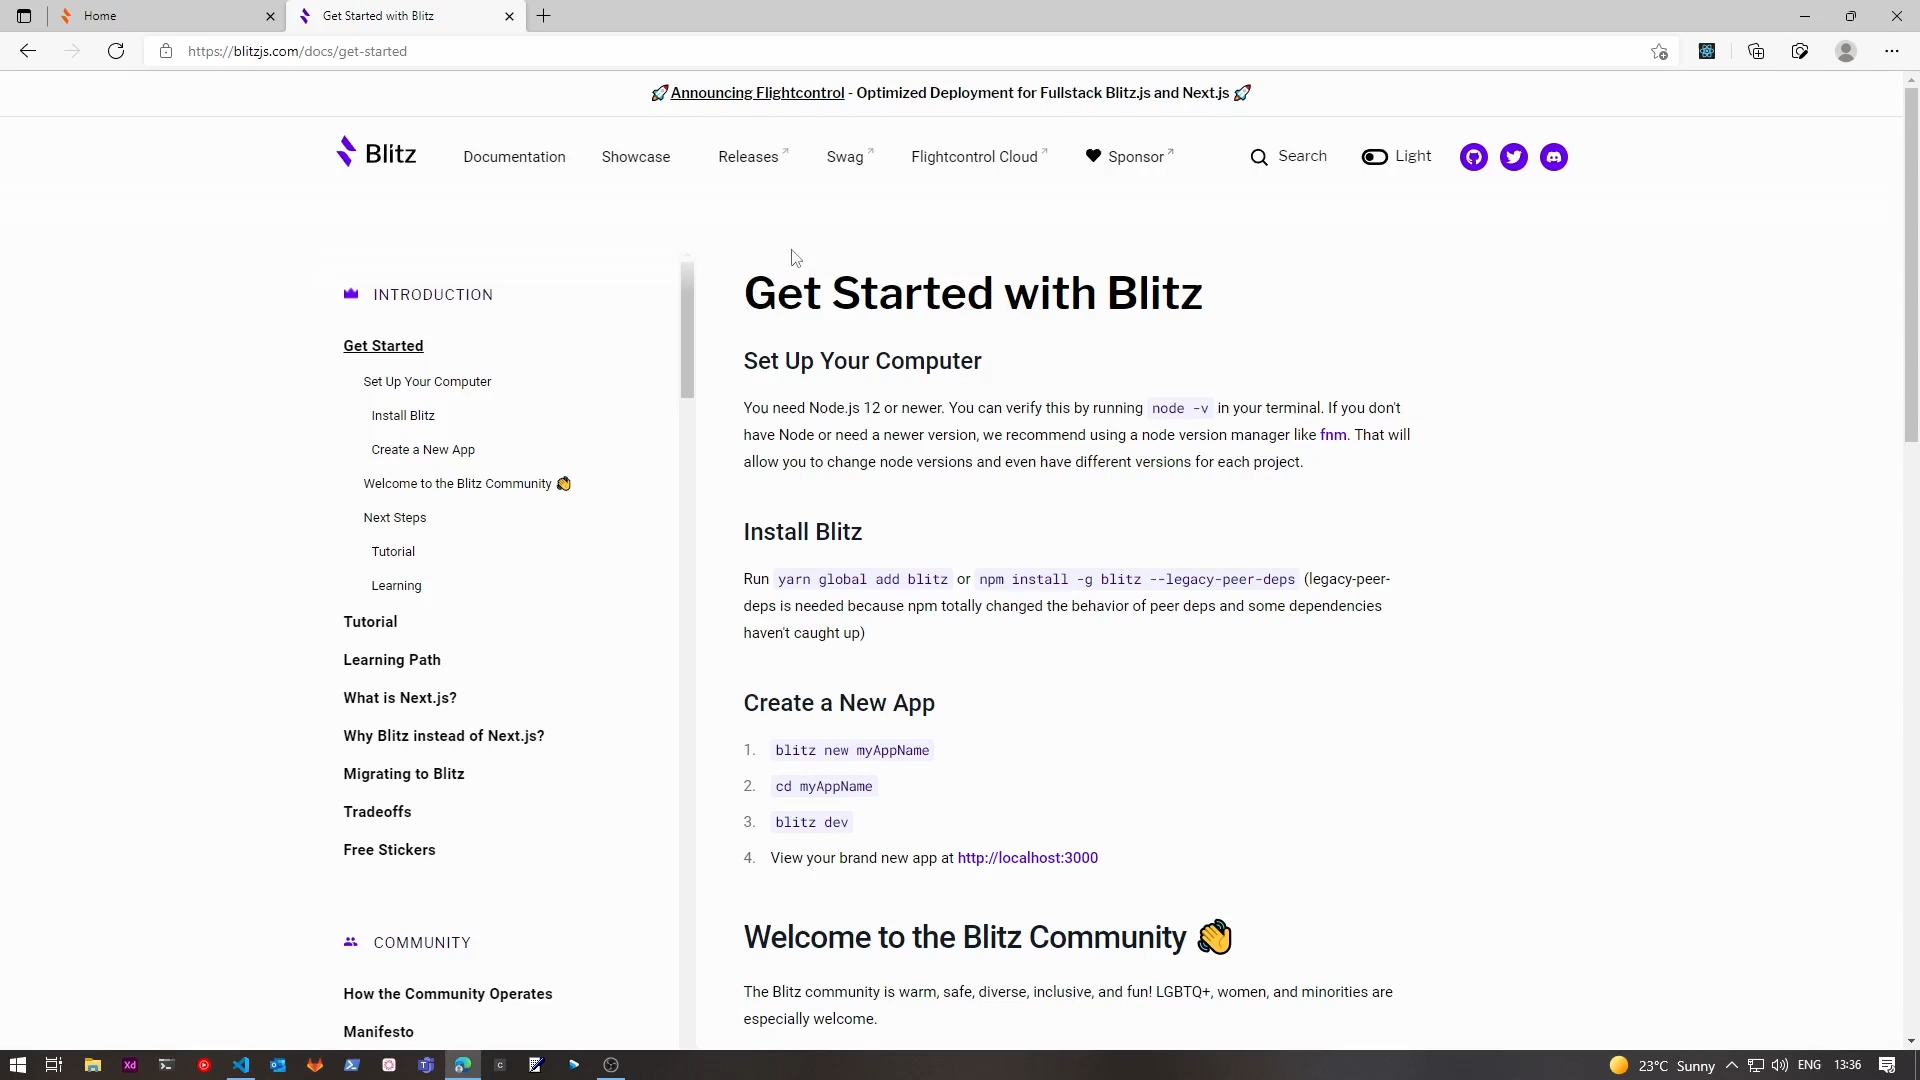 Home
Get Started with Blitz
https://blitzjs.com/docs/get-started
🚀Announcing Flightcontrol - Optimized Deployment for Fullstack Blitz.js and Next.js 🚀
Blitz
Documentation
Showcase
Releases↗
Swag↗
Flightcontrol Cloud↗
Sponsor↗
Search
Light
INTRODUCTION
Get Started
Set Up Your Computer
Install Blitz
Create a New App
Welcome to the Blitz Community 👏
Next Steps
Tutorial
Learning
Tutorial
Learning Path
What is Next.js?
Why Blitz instead of Next.js?
Migrating to Blitz
Tradeoffs
Free Stickers
COMMUNITY
How the Community Operates
Manifesto
Get Started with Blitz
Set Up Your Computer
You need Node.js 12 or newer. You can verify this by running node -v in your terminal. If you don't
have Node or need a newer version, we recommend using a node version manager like fnm. That will
allow you to change node versions and even have different versions for each project.
Install Blitz
Run yarn global add blitz or npm install -g blitz --legacy-peer-deps (legacy-peer-
deps is needed because npm totally changed the behavior of peer deps and some dependencies
haven't caught up)
Create a New App
1. blitz new myAppName
2. cd myAppName
3. blitz dev
4. View your brand new app at http://localhost:3000
Welcome to the Blitz Community 👏
The Blitz community is warm, safe, diverse, inclusive, and fun! LGBTQ+, women, and minorities are
especially welcome.
Xd
23°C Sunny
ENG
13:36